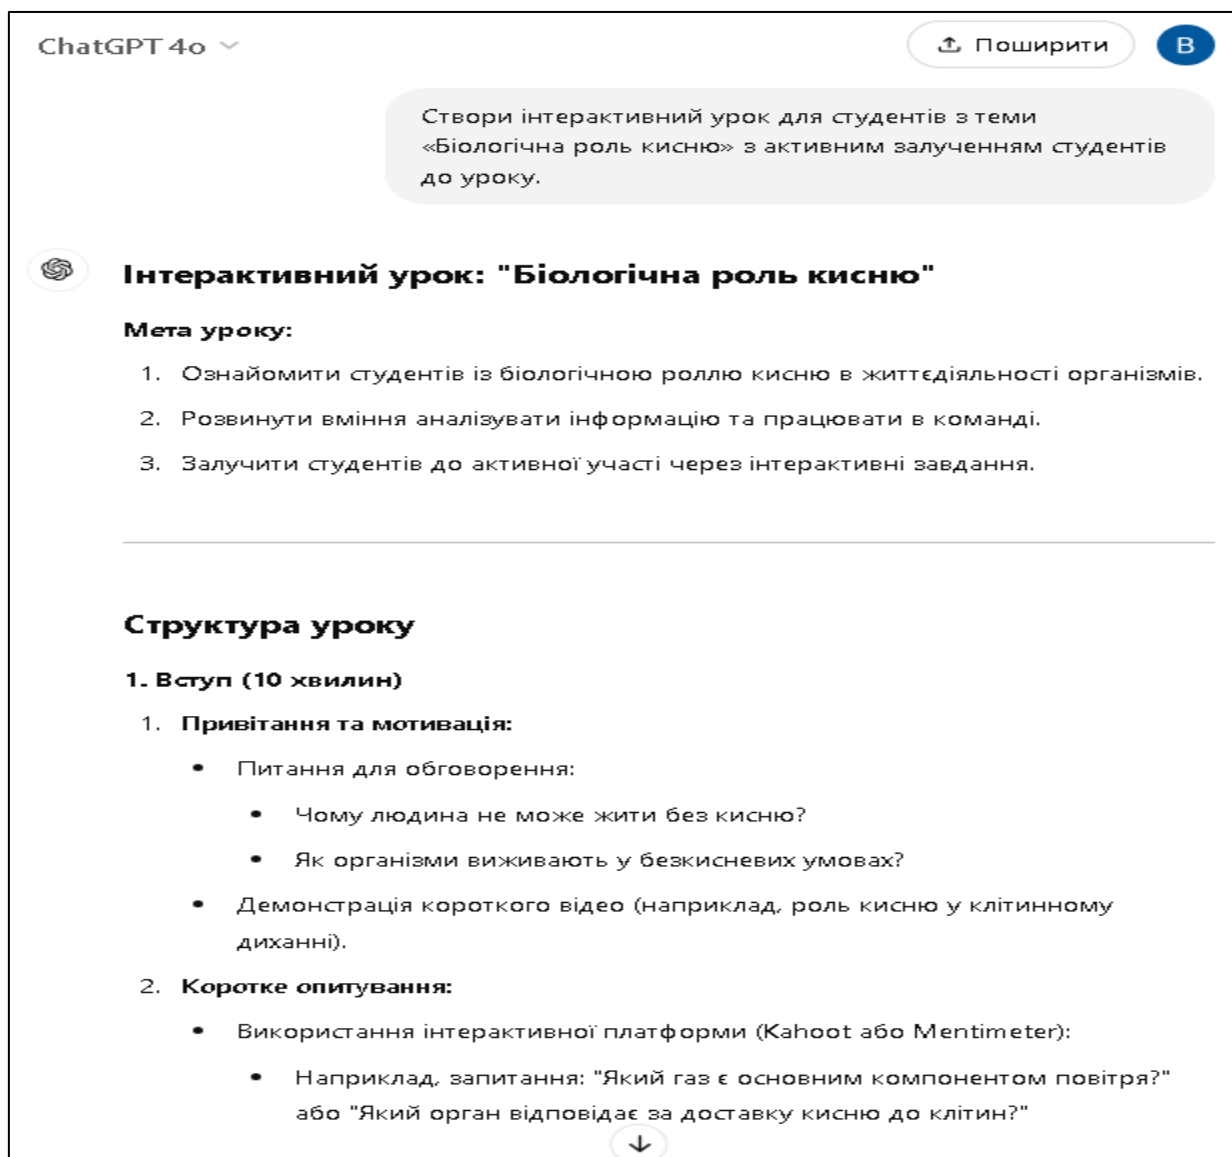 ChatGPT 4o
Поширити
В
Створи інтерактивний урок для студентів з теми
«Біологічна роль кисню» з активним залученням студентів
до уроку.
Інтерактивний урок: "Біологічна роль кисню"
Мета уроку:
1. Ознайомити студентів із біологічною роллю кисню в життєдіяльності організмів.
2. Розвинути вміння аналізувати інформацію та працювати в команді.
3. Залучити студентів до активної участі через інтерактивні завдання.
Структура уроку
1. Вступ (10 хвилин)
1. Привітання та мотивація:
• Питання для обговорення:
• Чому людина не може жити без кисню?
• Як організми виживають у безкисневих умовах?
• Демонстрація короткого відео (наприклад, роль кисню у клітинному
диханні).
2. Коротке опитування:
• Використання інтерактивної платформи (Kahoot або Mentimeter):
• Наприклад, запитання: "Який газ є основним компонентом повітря?"
або "Який орган відповідає за доставку кисню до клітин?"